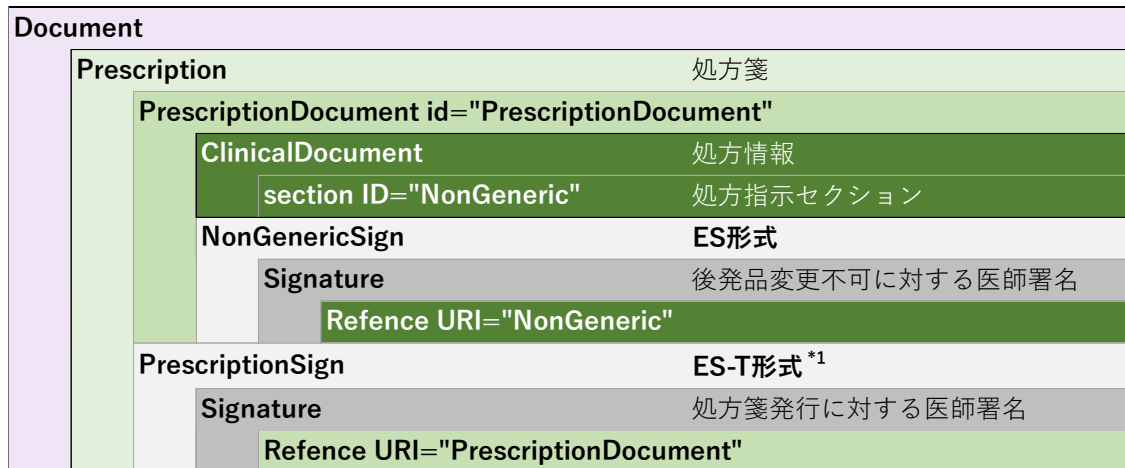 Document
Prescription 処方箋
PrescriptionDocument id="PrescriptionDocument"
ClinicalDocument 処方情報
section ID="NonGeneric" 処方指示セクション
NonGenericSign ES形式
Signature 後発品変更不可に対する医師署名
Refence URI="NonGeneric"
PrescriptionSign ES-T形式 *1
Signature 処方箋発行に対する医師署名
Refence URI="PrescriptionDocument"